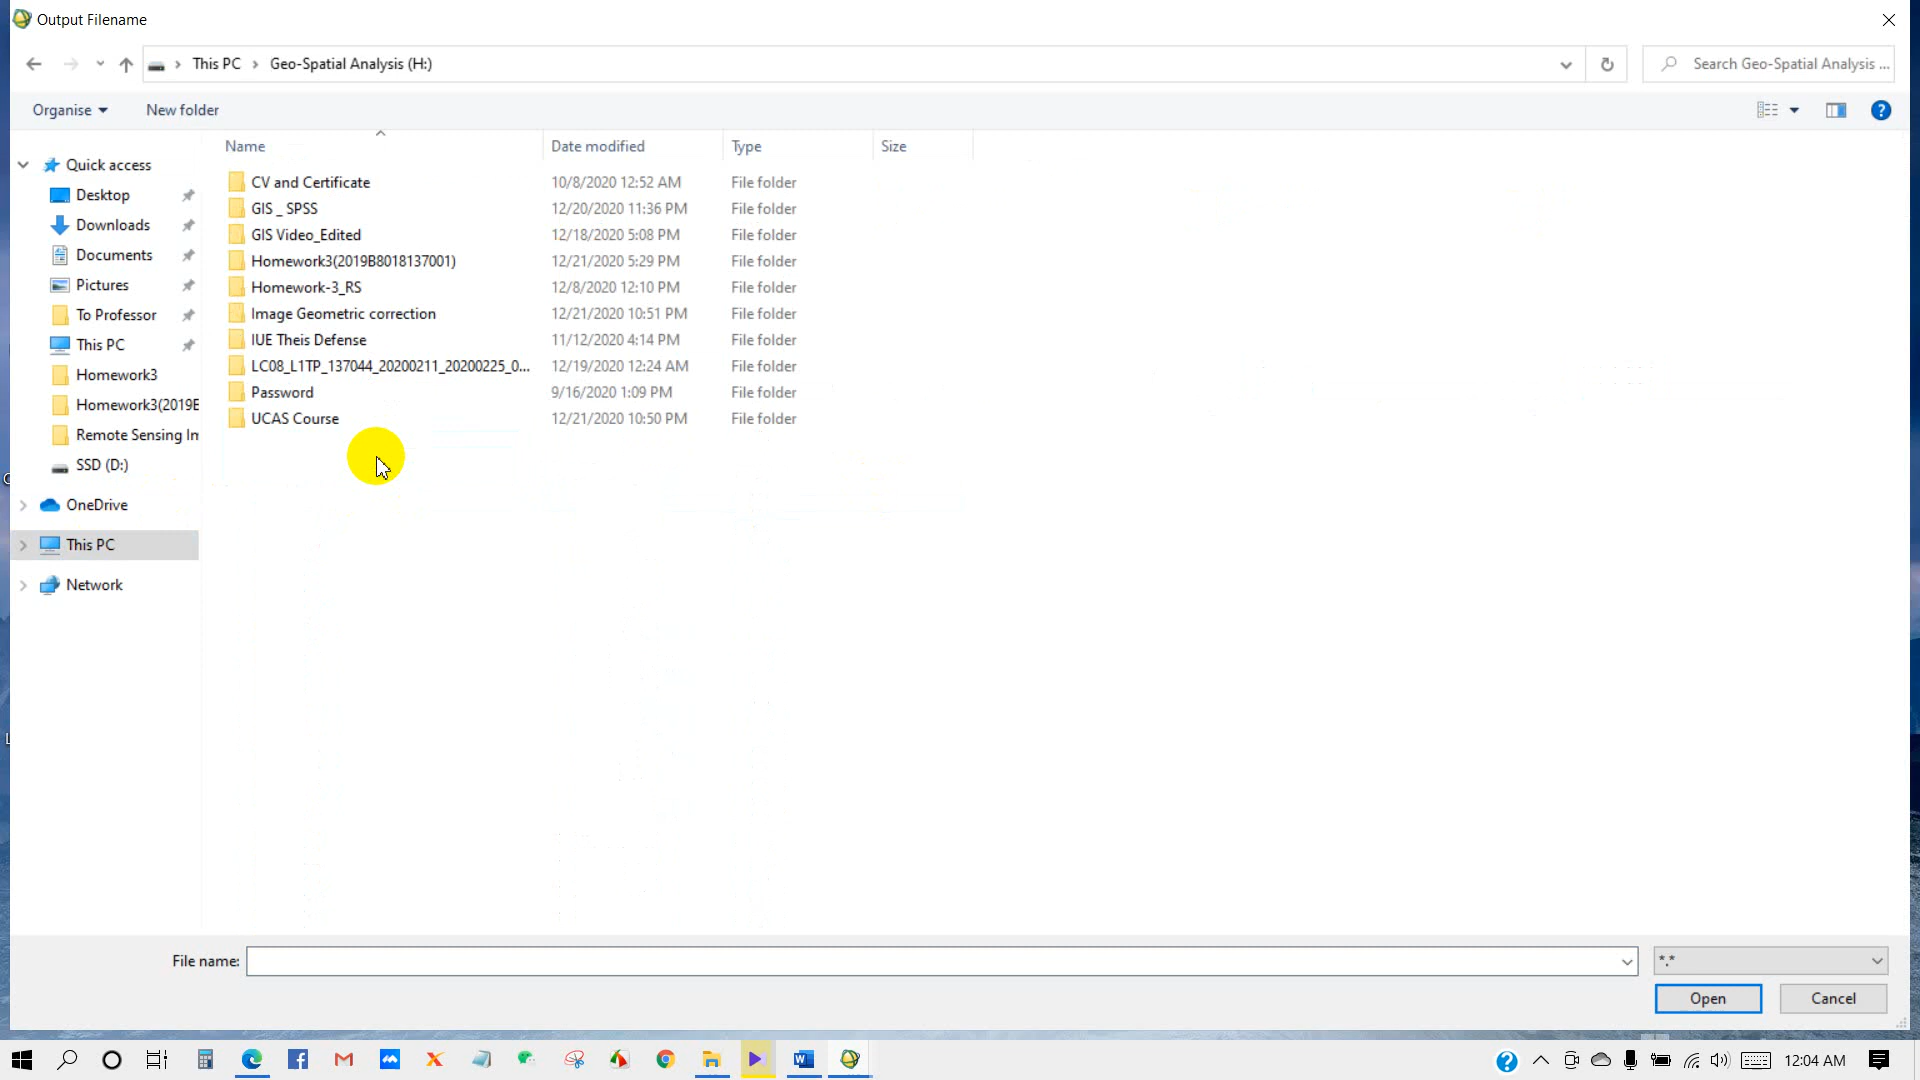 Output Filename
This PC
Geo-Spatial Analysis (H:)
Search Geo-Spatial Analysis ...
Organise
New folder
Name
Date modified
Type
Size
Quick access
Desktop
Downloads
Documents
Pictures
To Professor
This PC
Homework3
Homework3(2019E
Remote Sensing In
SSD (D:)
OneDrive
This PC
Network
CV and Certificate 10/8/2020 12:52 AM File folder
GIS _ SPSS 12/20/2020 11:36 PM File folder
GIS Video_Edited 12/18/2020 5:08 PM File folder
Homework3(2019B8018137001) 12/21/2020 5:29 PM File folder
Homework-3_RS 12/8/2020 12:10 PM File folder
Image Geometric correction 12/21/2020 10:51 PM File folder
IUE Theis Defense 11/12/2020 4:14 PM File folder
LC08_L1TP_137044_20200211_20200225_0... 12/19/2020 12:24 AM File folder
Password 9/16/2020 1:09 PM File folder
UCAS Course 12/21/2020 10:50 PM File folder
File name:
*.*
Open
Cancel
12:04 AM